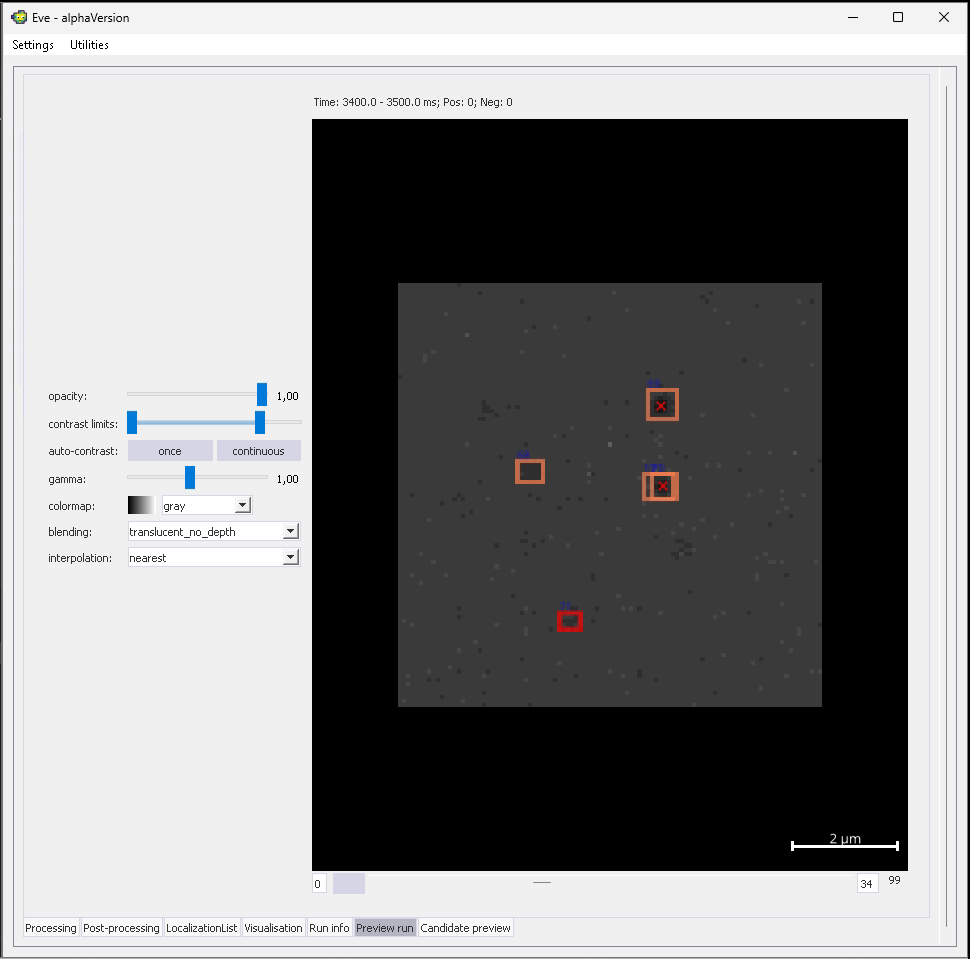 Eve - alphaVersion
Settings Utilities
Time: 3400.0 - 3500.0 ms; Pos: 0; Neg: 0
opacity: 1,00
contrast limits:
auto-contrast: once continuous
gamma: 1,00
colormap: gray
blending: translucent_no_depth
interpolation: nearest
2 μm
0 34 99
Processing Post-processing LocalizationList Visualisation Run info Preview run Candidate preview